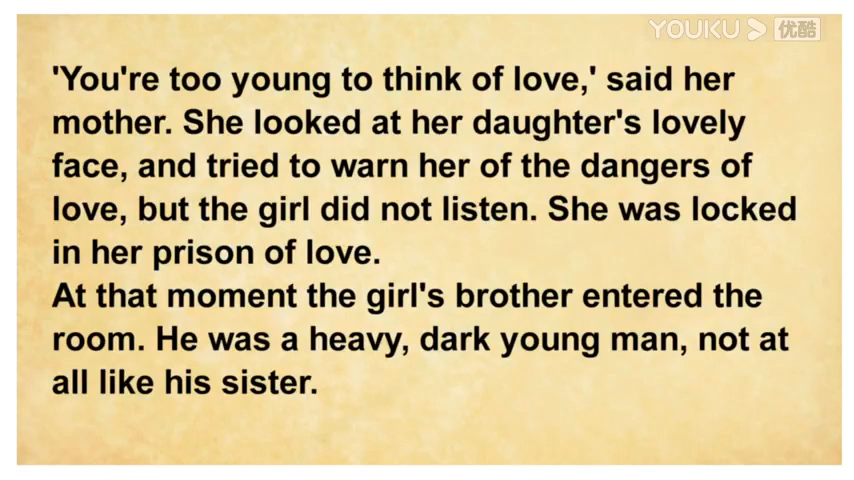 YOUKU 优酷
'You're too young to think of love,' said her
mother. She looked at her daughter's lovely
face, and tried to warn her of the dangers of
love, but the girl did not listen. She was locked
in her prison of love.
At that moment the girl's brother entered the
room. He was a heavy, dark young man, not at
all like his sister.